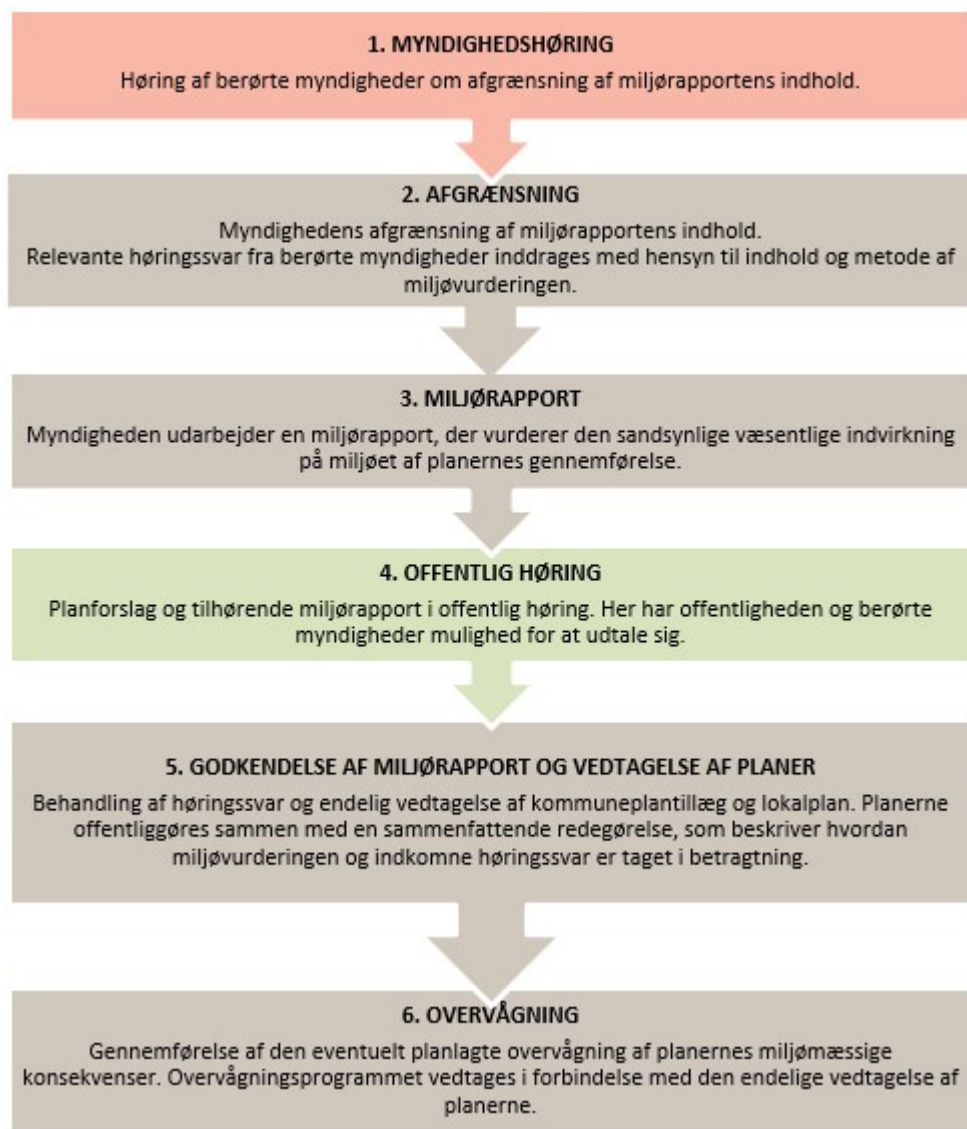 1. MYNDIGHEDSHØRING
Høring af berørte myndigheder om afgrænsning af miljørapportens indhold.
2. AFGRÆNSNING
Myndighedens afgrænsning af miljørapportens indhold.
Relevante høringssvar fra berørte myndigheder inddrages med hensyn til indhold og metode af
miljøvurderingen.
3. MILJØRAPPORT
Myndigheden udarbejder en miljørapport, der vurderer den sandsynlige væsentlige indvirkning
på miljøet af planernes gennemførelse.
4. OFFENTLIG HØRING
Planforslag og tilhørende miljørapport i offentlig høring. Her har offentligheden og berørte
myndigheder mulighed for at udtale sig.
5. GODKENDELSE AF MILJØRAPPORT OG VEDTAGELSE AF PLANER
Behandling af høringssvar og endelig vedtagelse af kommuneplantillæg og lokalplan. Planerne
offentliggøres sammen med en sammenfattende redegørelse, som beskriver hvordan
miljøvurderingen og indkomne høringssvar er taget i betragtning.
6. OVERVÅGNING
Gennemførelse af den eventuelt planlagte overvågning af planernes miljømæssige
konsekvenser. Overvågningsprogrammet vedtages i forbindelse med den endelige vedtagelse af
planerne.